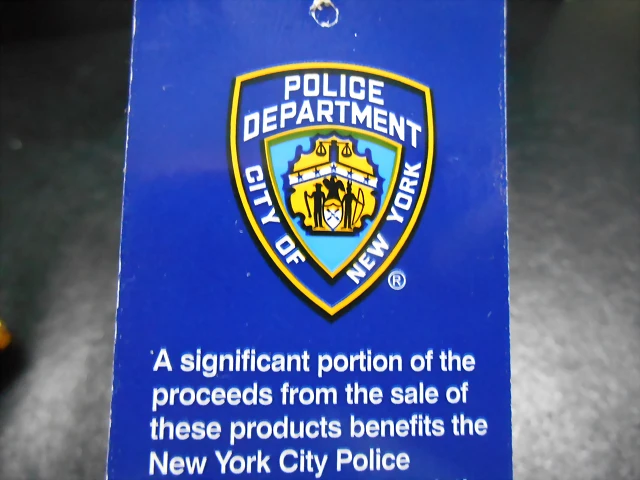 POLICE
DEPARTMENT
CITY OF
NEW YORK
®
A significant portion of the
proceeds from the sale of
these products benefits the
New York City Police